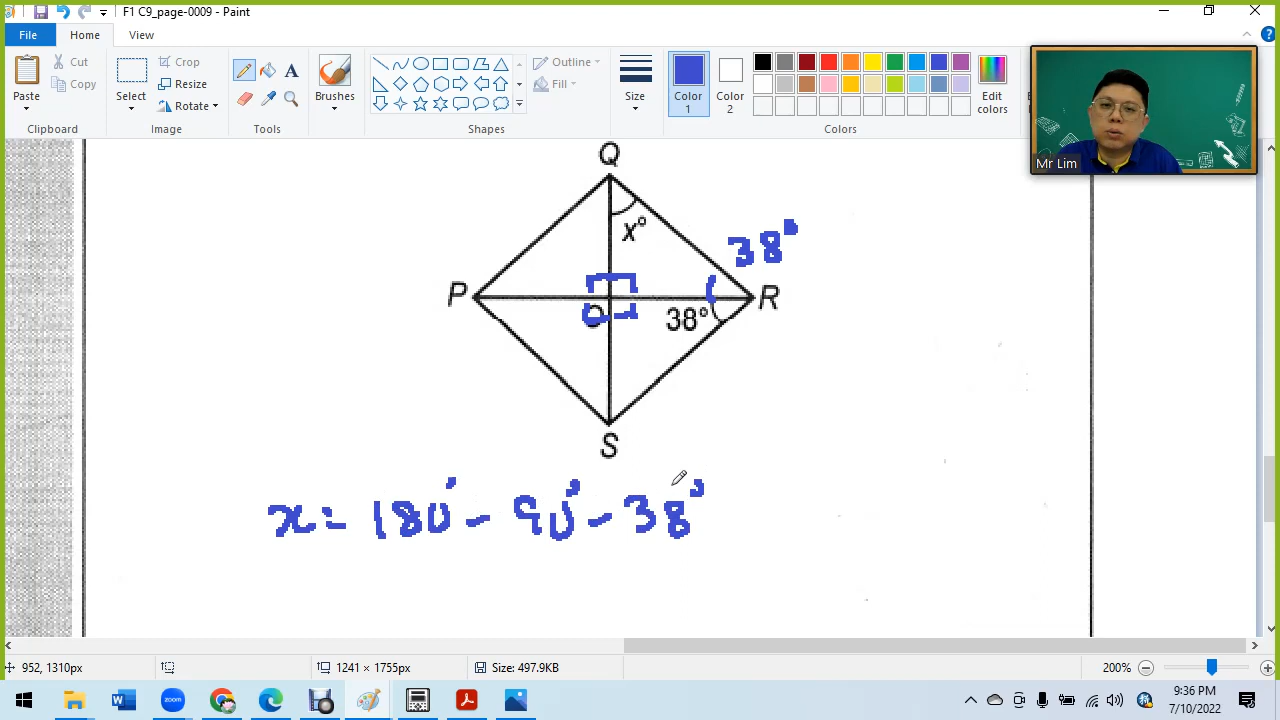 F1 C9_page-0009 - Paint
File
Home
View
Paste
Cut
Copy
Clipboard
Select
Crop
Resize
Rotate
Image
A
Tools
Brushes
Outline
Fill
Shapes
Size
Color 1
Color 2
Edit colors
Colors
Mr Lim
Q
x°
38°
P
O
R
38°
S
x = 180° - 90° - 38°
952, 1310px
1241 × 1755px
Size: 497.9KB
200%
9:36 PM
7/10/2022